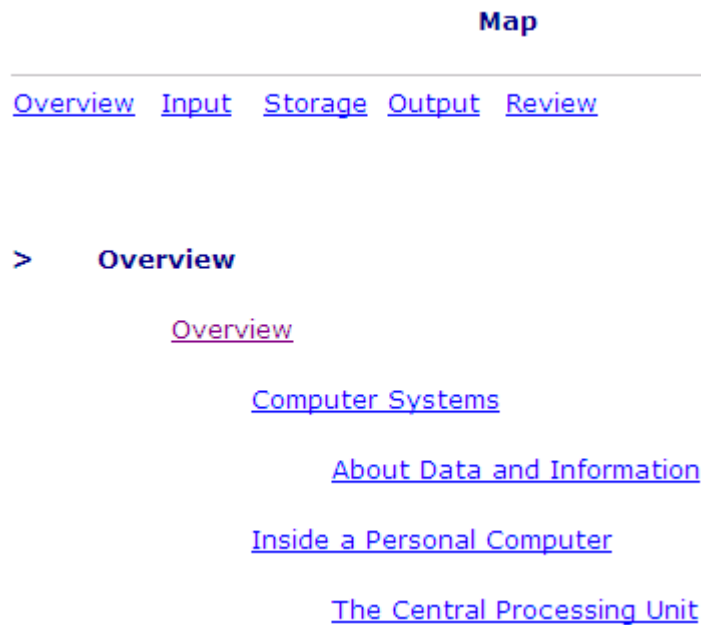 Map
Overview Input Storage Output Review
> Overview
Overview
Computer Systems
About Data and Information
Inside a Personal Computer
The Central Processing Unit